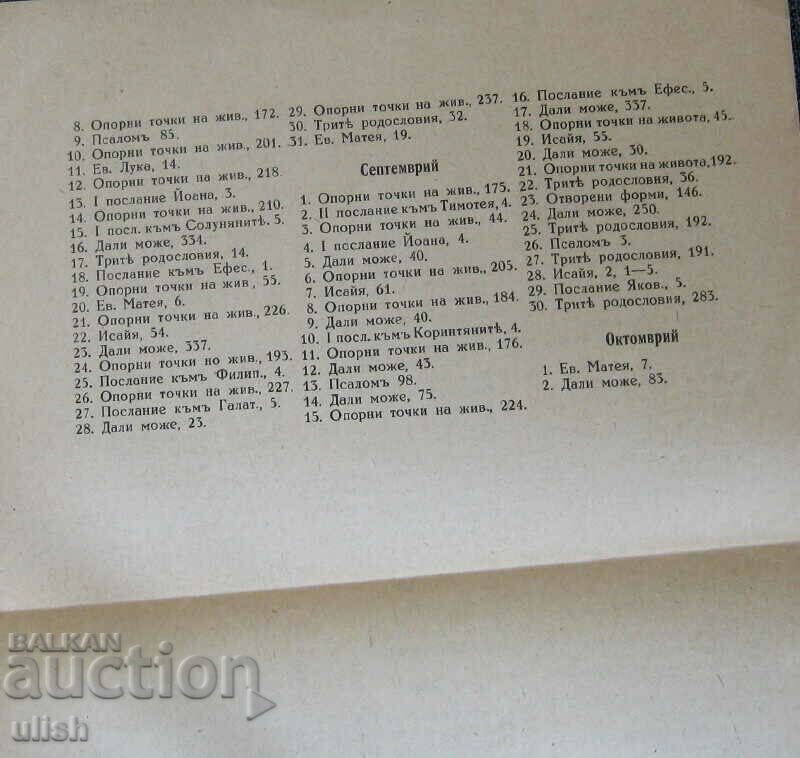 8. Опорни точки на жив., 172.
9. Псаломъ 85.
10. Опорни точки на жив., 201.
11. Ев. Лука, 14.
12. Опорни точки на жив., 218.
13. I послание Йоана, 3.
14. Опорни точки на жив., 210.
15. I посл. къмъ Солунянитѣ, 5.
16. Дали може, 334.
17. Тритѣ родословия, 14.
18. Послание къмъ Ефес., 1.
19. Опорни точки на жив, 55.
20. Ев. Матея, 6.
21. Опорни точки на жив., 226.
22. Исайя, 54.
23. Дали може, 337.
24. Опорни точки но жив., 193.
25. Послание къмъ Филип., 4.
26. Опорни точки на жив., 227.
27. Послание къмъ Галат., 5.
28. Дали може, 23.
29. Опорни точки на жив., 237.
30. Тритѣ родословия, 32.
31. Ев. Матея, 19.
Септемврий
1. Опорни точки на жив., 175.
2. II послание къмъ Тимотея, 4.
3. Опорни точки на жив., 44.
4. I послание Йоана, 4.
5. Дали може, 40.
6. Опорни точки на жив., 205.
7. Исайя, 61.
8. Опорни точки на жив., 184.
9. Дали може, 40.
10. I посл. къмъ Коринтянитѣ, 4.
11. Опорни точки на жив., 176.
12. Дали може, 43.
13. Псаломъ 98.
14. Дали може, 75.
15. Опорни точки на жив., 224.
16. Послание къмъ Ефес., 5.
17. Дали може, 337.
18. Опорни точки на живота, 45.
19. Исайя, 55.
20. Дали може, 30.
21. Опорни точки на живота, 192.
22. Тритѣ родословия, 36.
23. Отворени форми, 146.
24. Дали може, 250.
25. Тритѣ родословия, 192.
26. Псаломъ 3.
27. Тритѣ родословия, 191.
28. Исайя, 2, 1—5.
29. Послание Яков., 5.
30. Тритѣ родословия, 283.
Октомврий
1. Ев. Матея, 7.
2. Дали може, 83.
BALKAN
auction
ulish